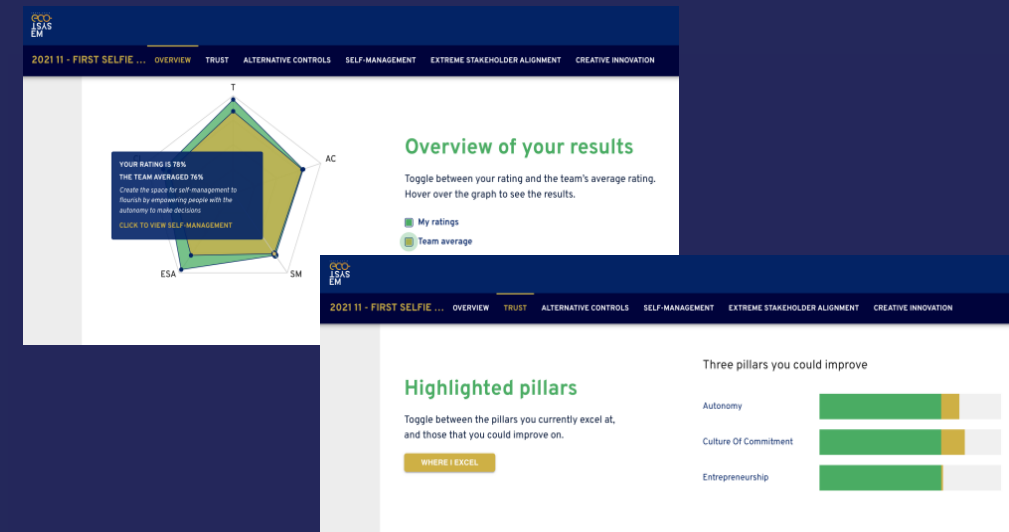 eco-
SYST
EM
2021 11 - FIRST SELFIE ... OVERVIEW TRUST ALTERNATIVE CONTROLS SELF-MANAGEMENT EXTREME STAKEHOLDER ALIGNMENT CREATIVE INNOVATION
T
AC
SM
ESA
YOUR RATING IS 78%
THE TEAM AVERAGED 76%
Create the space for self-management to
flourish by empowering people with the
autonomy to make decisions
CLICK TO VIEW SELF-MANAGEMENT
Overview of your results
Toggle between your rating and the team's average rating.
Hover over the graph to see the results.
My ratings
Team average
eco-
SYST
EM
2021 11 - FIRST SELFIE ... OVERVIEW TRUST ALTERNATIVE CONTROLS SELF-MANAGEMENT EXTREME STAKEHOLDER ALIGNMENT CREATIVE INNOVATION
Highlighted pillars
Toggle between the pillars you currently excel at,
and those that you could improve on.
WHERE I EXCEL
Three pillars you could improve
Autonomy
Culture Of Commitment
Entrepreneurship